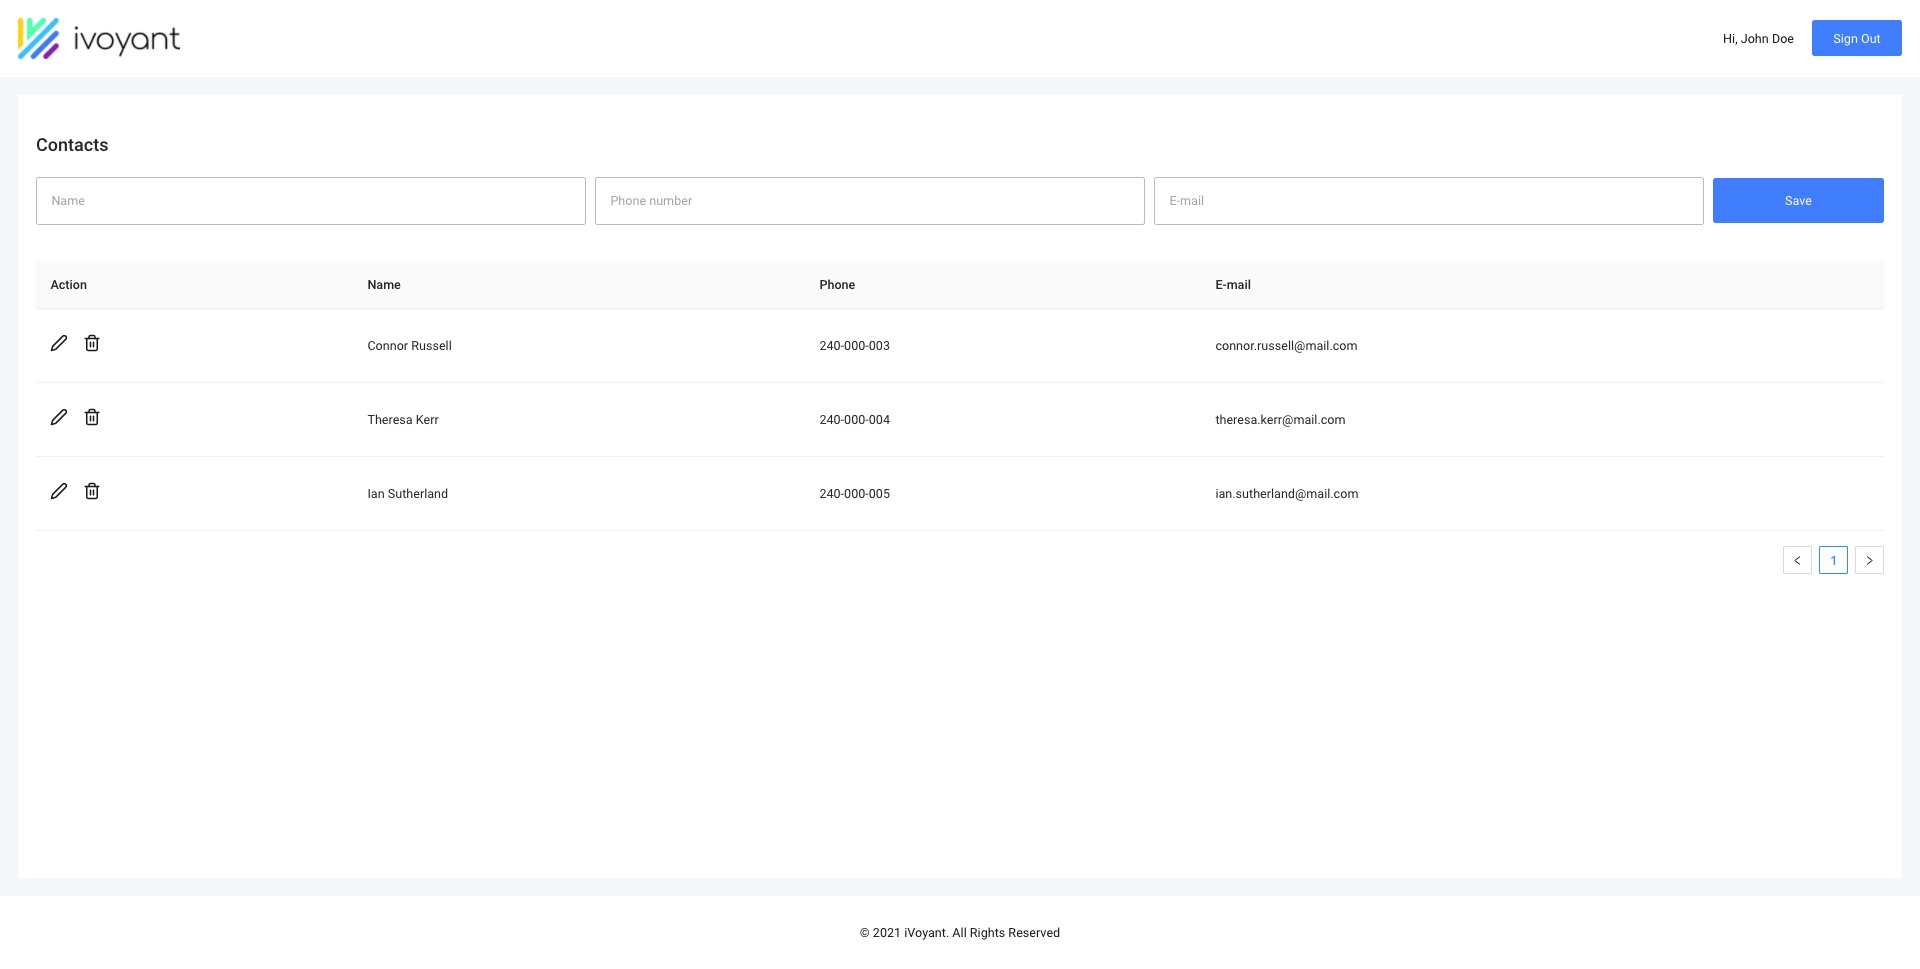 ivoyant
Hi, John Doe
Sign Out
Contacts
Name
Phone number
E-mail
Save
Action Name Phone E-mail
Connor Russell 240-000-003 connor.russell@mail.com
Theresa Kerr 240-000-004 theresa.kerr@mail.com
Ian Sutherland 240-000-005 ian.sutherland@mail.com
< 1 >
© 2021 iVoyant. All Rights Reserved